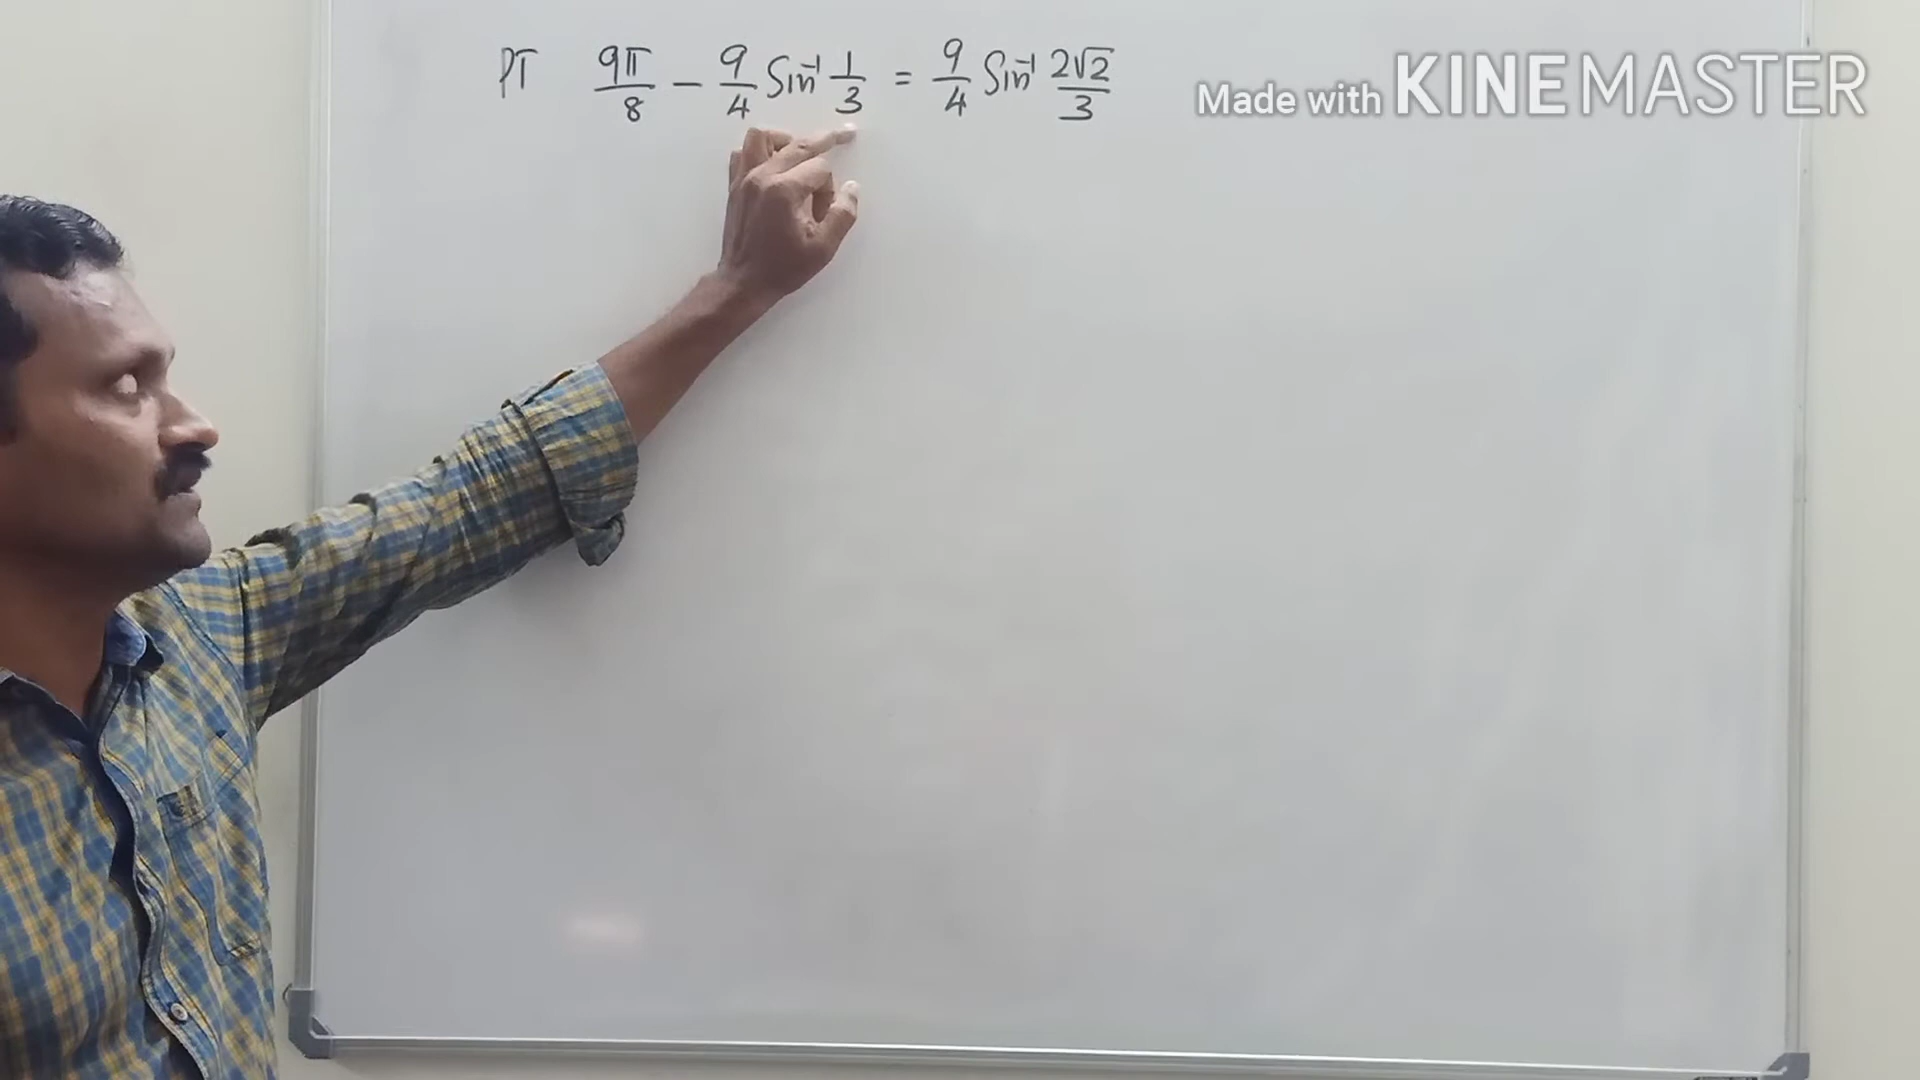 PT 9π/8 − 9/4 Sin⁻¹ 1/3 = 9/4 Sin⁻¹ 2√2/3
Made with KINEMASTER